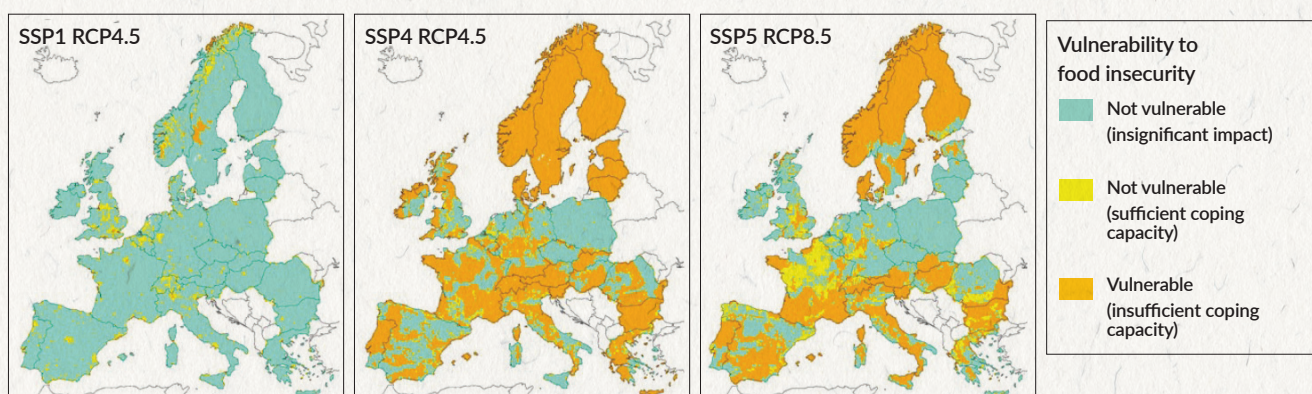 SSP1 RCP4.5
SSP4 RCP4.5
SSP5 RCP8.5
Vulnerability to
food insecurity
Not vulnerable
(insignificant impact)
Not vulnerable
(sufficient coping
capacity)
Vulnerable
(insufficient coping
capacity)